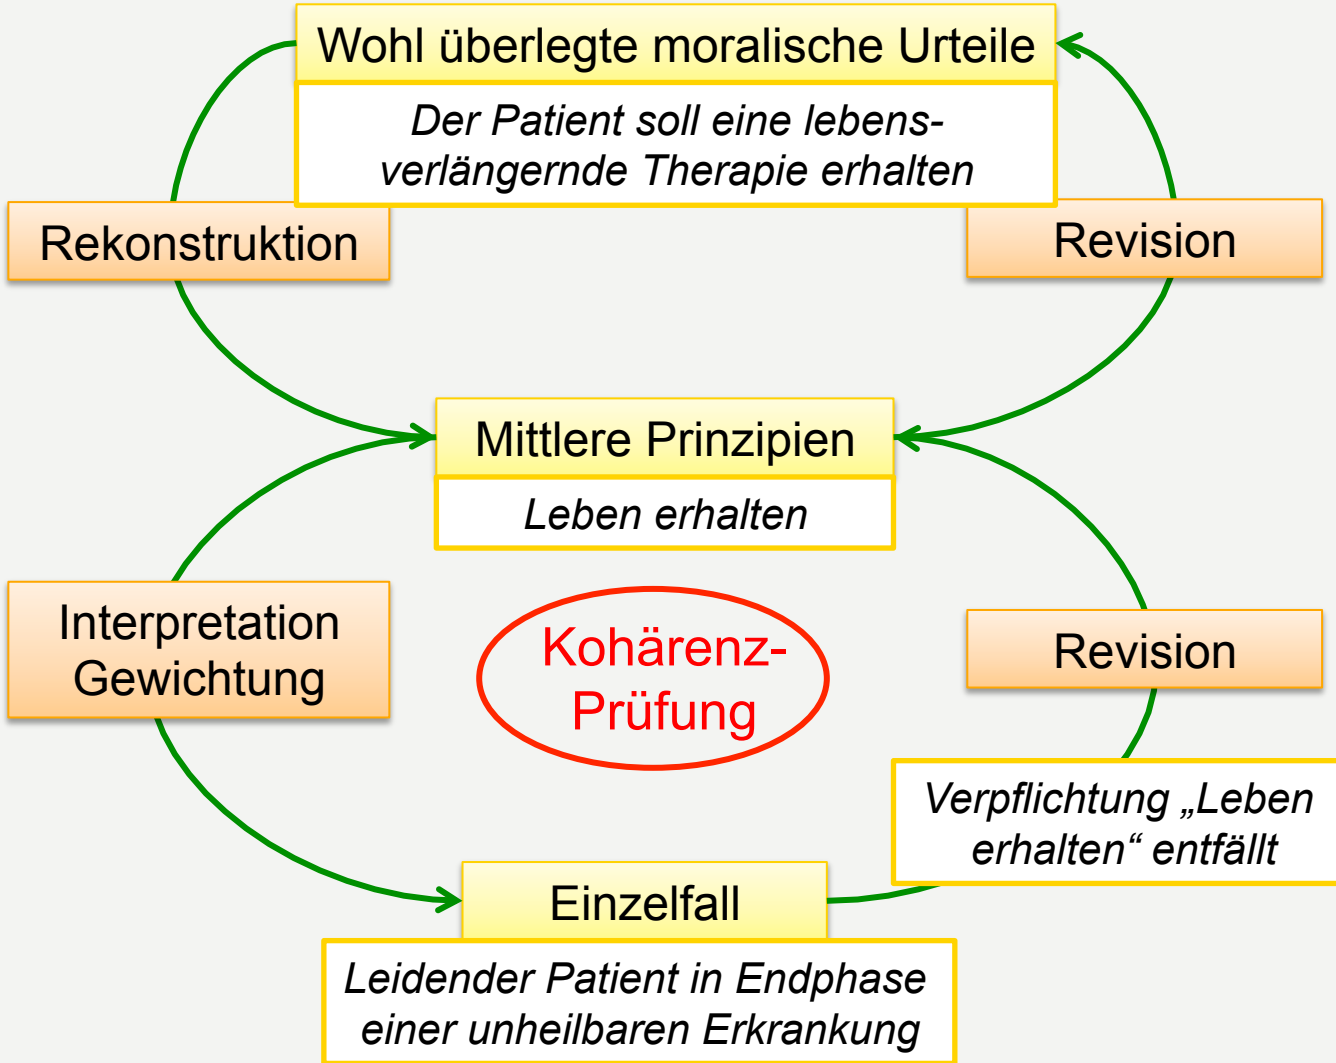 Wohl überlegte moralische Urteile
Der Patient soll eine lebens-
verlängernde Therapie erhalten
Rekonstruktion
Revision
Mittlere Prinzipien
Leben erhalten
Interpretation
Gewichtung
Kohärenz-
Prüfung
Revision
Verpflichtung „Leben
erhalten“ entfällt
Einzelfall
Leidender Patient in Endphase
einer unheilbaren Erkrankung